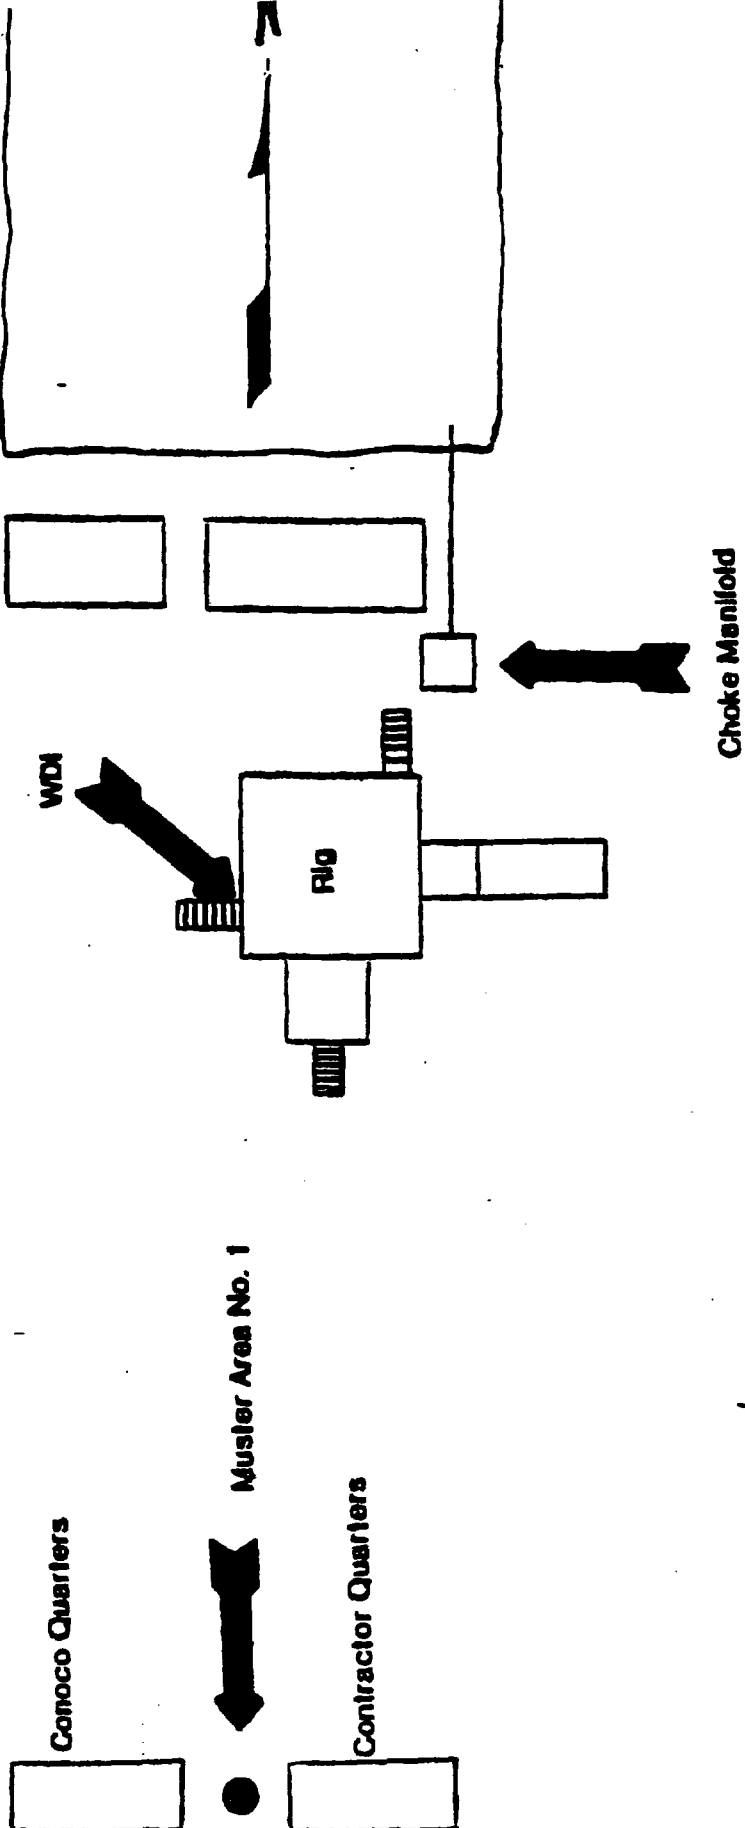 WDI
Rig
Choke Manifold
Muster Area No. 1
Conoco Quarters
Contractor Quarters